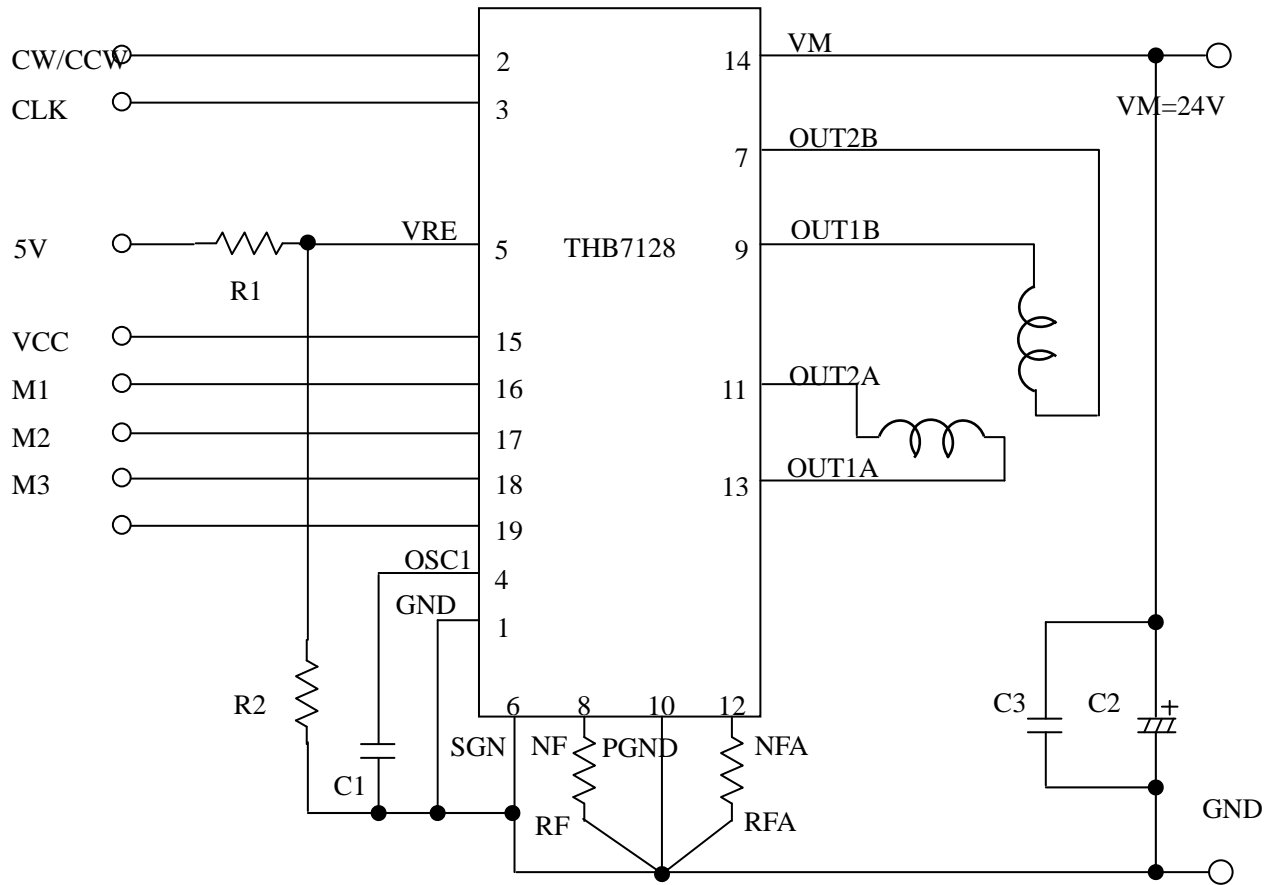 CW/CCW
2
14
VM
CLK
3
VM=24V
OUT2B
7
5V
R1
VRE
5
THB7128
9
OUT1B
VCC
15
M1
16
11
OUT2A
M2
17
M3
18
13
OUT1A
19
OSC1
4
GND
1
R2
C1
6
8
10
12
SGN
NF
PGND
NFA
RF
RFA
C3
C2
+
GND